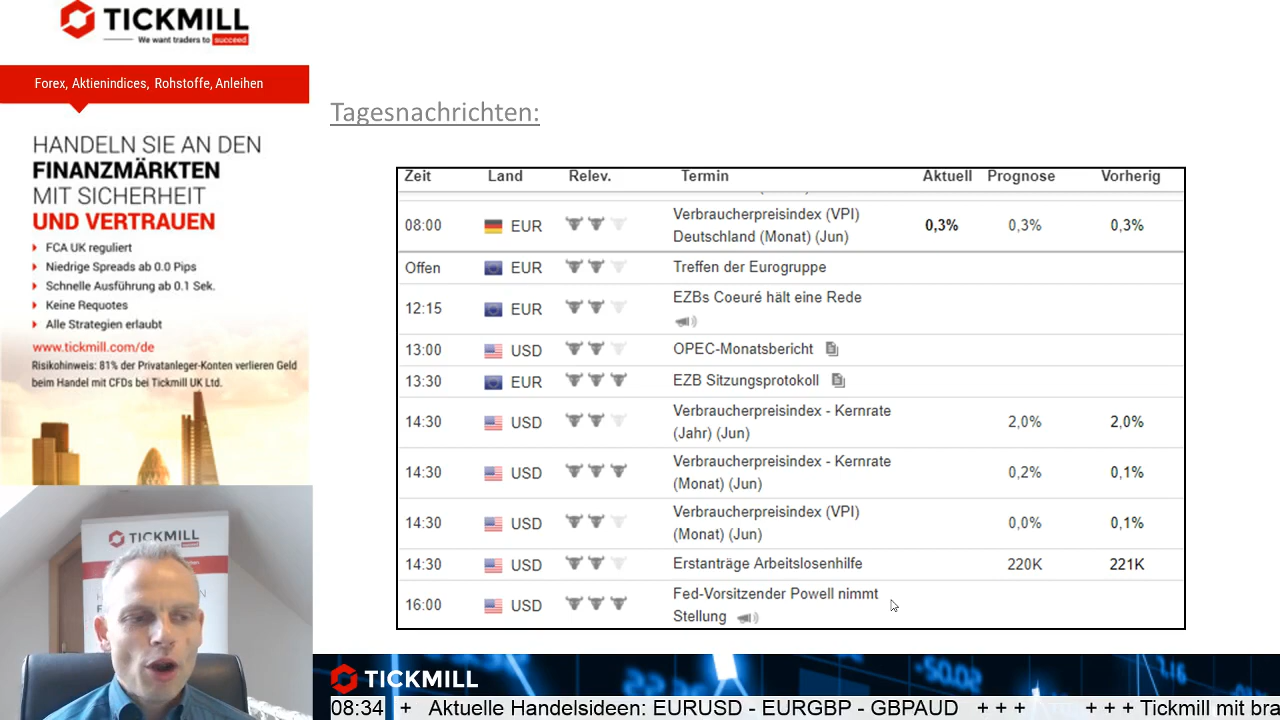 TICKMILL
We want traders to succeed
Forex, Aktienindices, Rohstoffe, Anleihen
HANDELN SIE AN DEN
FINANZMÄRKTEN
MIT SICHERHEIT
UND VERTRAUEN
FCA UK reguliert
Niedrige Spreads ab 0.0 Pips
Schnelle Ausführung ab 0.1 Sek.
Keine Requotes
Alle Strategien erlaubt
www.tickmill.com/de
Risikohinweis: 81% der Privatanleger-Konten verlieren Geld
beim Handel mit CFDs bei Tickmill UK Ltd.
TICKMILL
Tagesnachrichten:
Zeit Land Relev. Termin Aktuell Prognose Vorherig
08:00 EUR Verbraucherpreisindex (VPI) 0,3% 0,3% 0,3%
Deutschland (Monat) (Jun)
Offen EUR Treffen der Eurogruppe
12:15 EUR EZBs Coeuré hält eine Rede
13:00 USD OPEC-Monatsbericht
13:30 EUR EZB Sitzungsprotokoll
14:30 USD Verbraucherpreisindex - Kernrate 2,0% 2,0%
(Jahr) (Jun)
14:30 USD Verbraucherpreisindex - Kernrate 0,2% 0,1%
(Monat) (Jun)
14:30 USD Verbraucherpreisindex (VPI) 0,0% 0,1%
(Monat) (Jun)
14:30 USD Erstanträge Arbeitslosenhilfe 220K 221K
16:00 USD Fed-Vorsitzender Powell nimmt
Stellung
TICKMILL
08:34 + Aktuelle Handelsideen: EURUSD - EURGBP - GBPAUD + + + + + + Tickmill mit bra